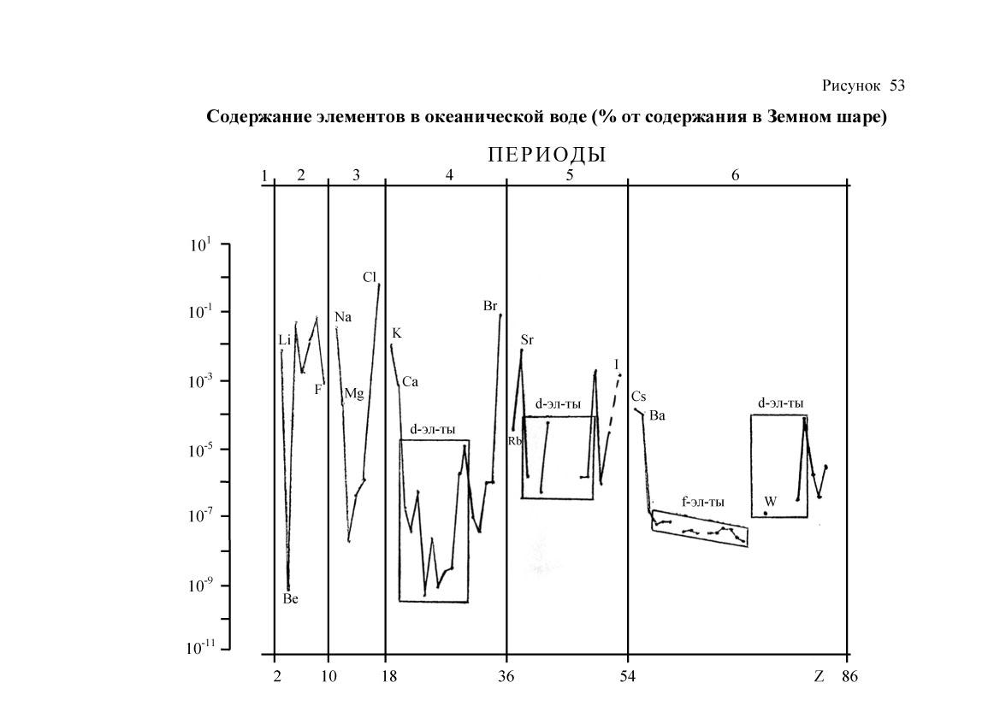 Рисунок 53
Содержание элементов в океанической воде (% от содержания в Земном шаре)
ПЕРИОДЫ
1 2 3 4 5 6
10¹
Cl
Br
10⁻¹
Na
Li
K
Sr
F
Mg
Ca
I
10⁻³
Cs
Ba
d-эл-ты
d-эл-ты
d-эл-ты
Rb
10⁻⁵
f-эл-ты
W
10⁻⁷
10⁻⁹
Be
10⁻¹¹
2 10 18 36 54 Z 86